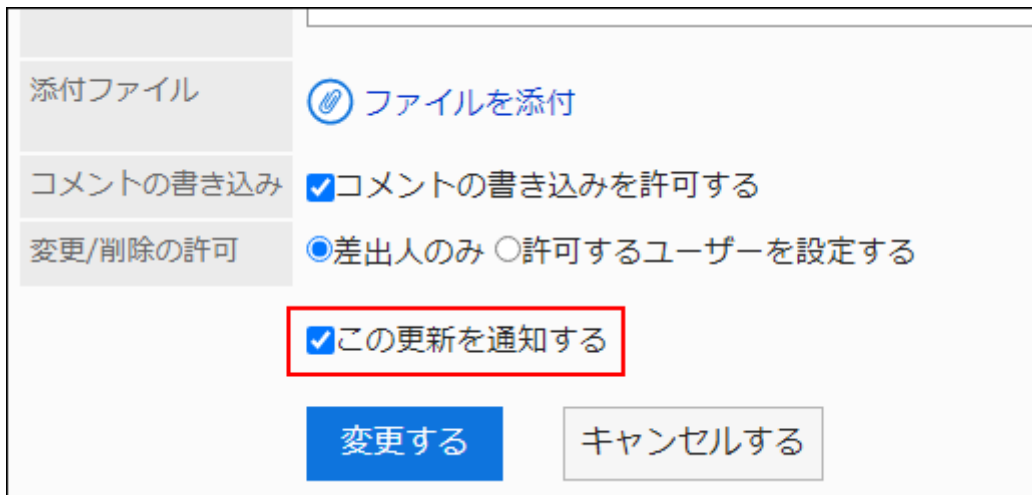 添付ファイル
ファイルを添付
コメントの書き込み
コメントの書き込みを許可する
変更/削除の許可
差出人のみ 許可するユーザーを設定する
この更新を通知する
変更する キャンセルする